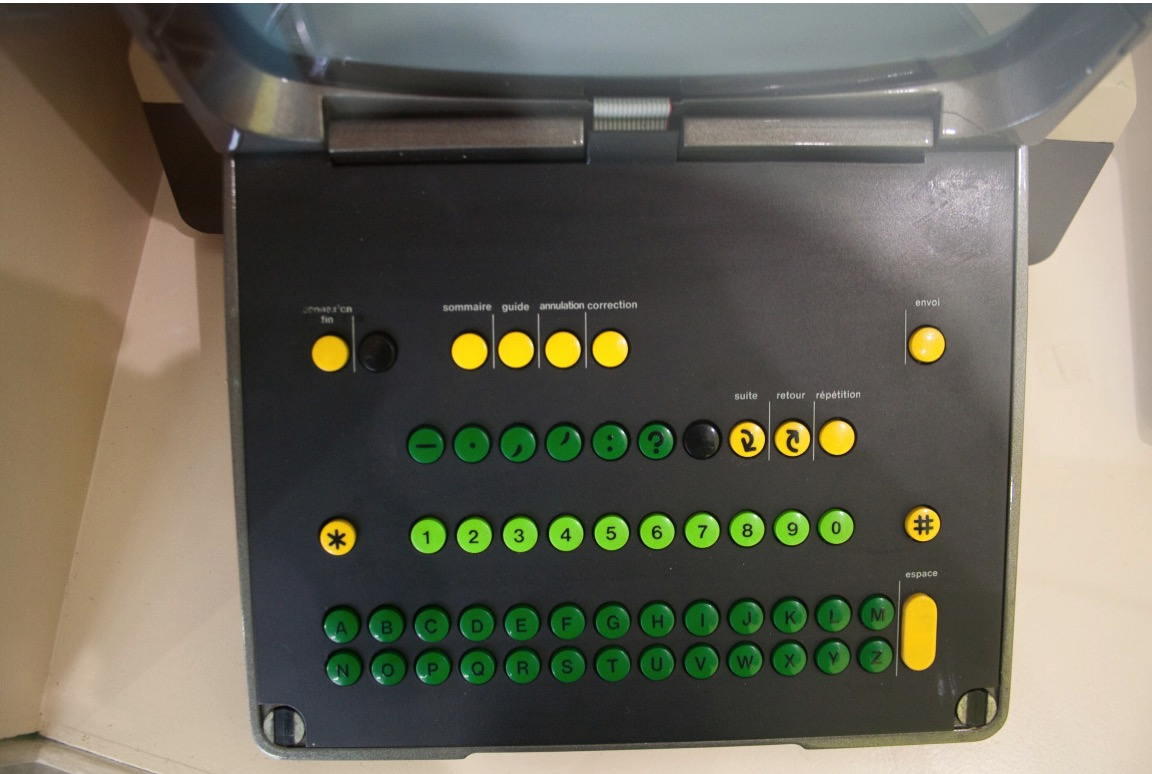 fin
sommaire guide annulation correction
envoi
suite retour répétition
- . , ' : ?
* 1 2 3 4 5 6 7 8 9 0 #
espace
A B C D E F G H I J K L M
N O P Q R S T U V W X Y Z